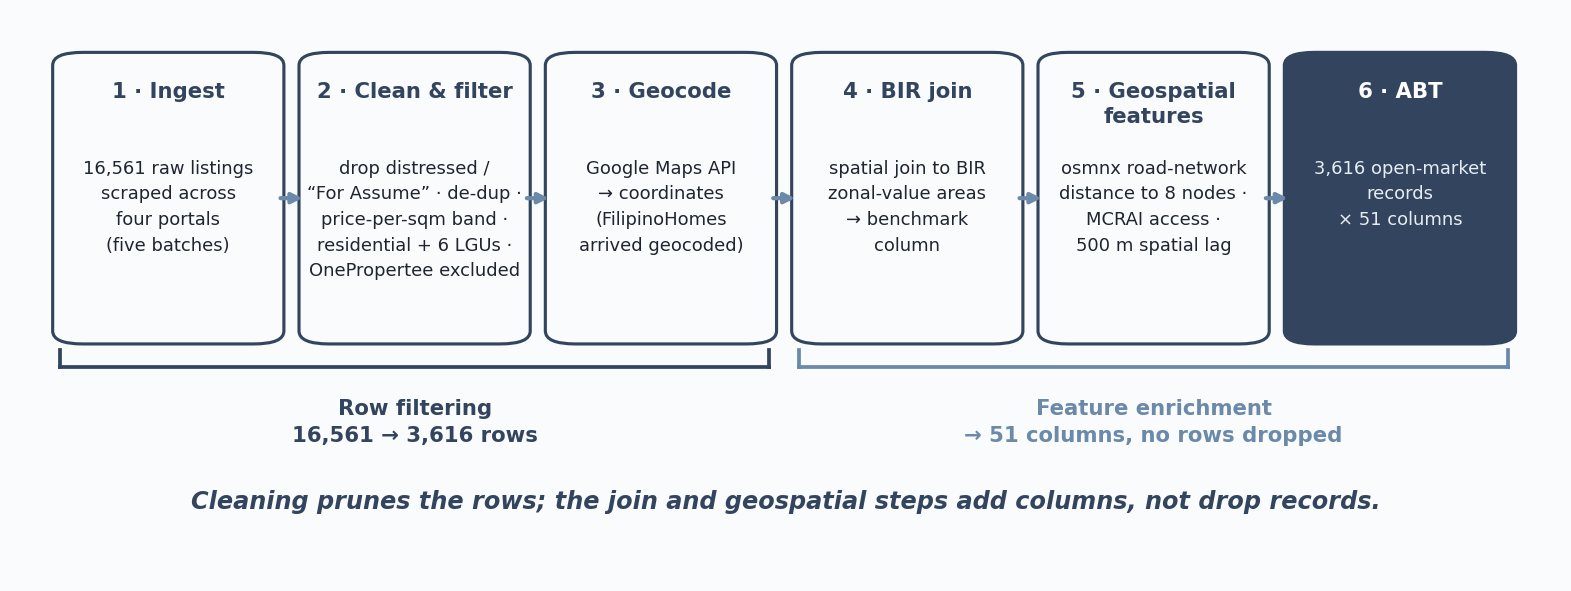 1 · Ingest
16,561 raw listings
scraped across
four portals
(five batches)
2 · Clean & filter
drop distressed /
“For Assume” · de-dup ·
price-per-sqm band ·
residential + 6 LGUs ·
OnePropertee excluded
3 · Geocode
Google Maps API
→ coordinates
(FilipinoHomes
arrived geocoded)
4 · BIR join
spatial join to BIR
zonal-value areas
→ benchmark
column
5 · Geospatial
features
osmnx road-network
distance to 8 nodes ·
MCRAI access ·
500 m spatial lag
6 · ABT
3,616 open-market
records
× 51 columns
Row filtering
16,561 → 3,616 rows
Feature enrichment
→ 51 columns, no rows dropped
Cleaning prunes the rows; the join and geospatial steps add columns, not drop records.